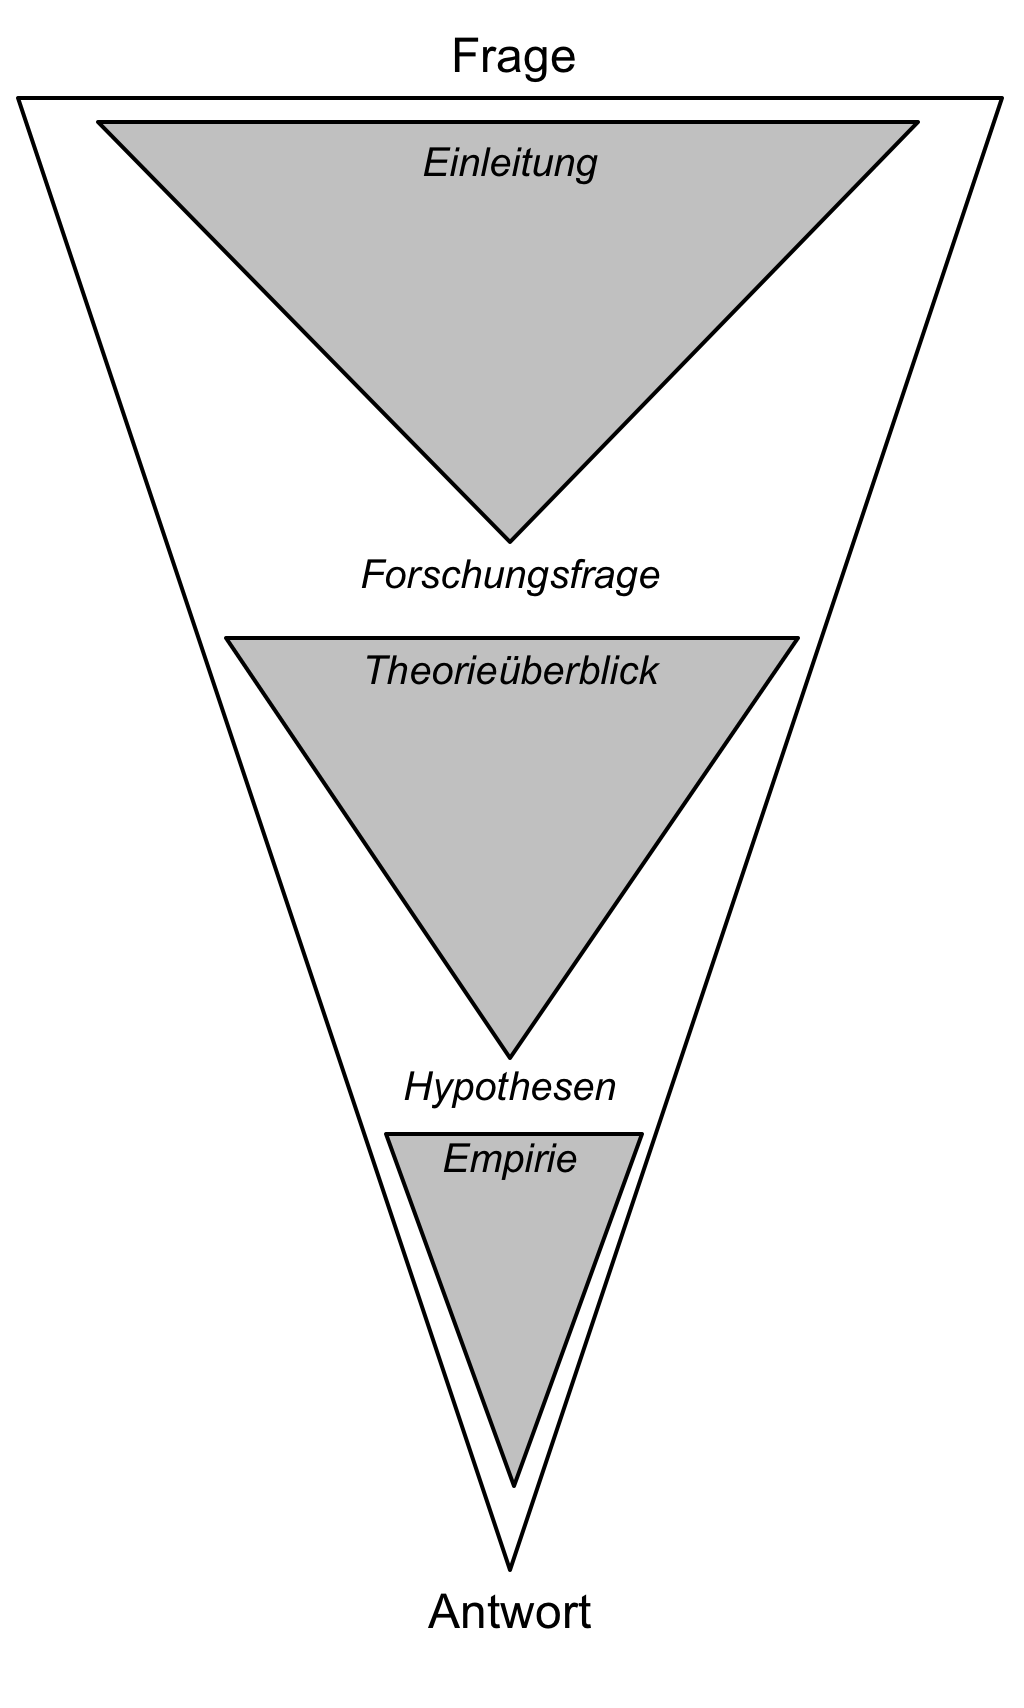 Frage
Einleitung
Forschungsfrage
Theorieüberblick
Hypothesen
Empirie
Antwort